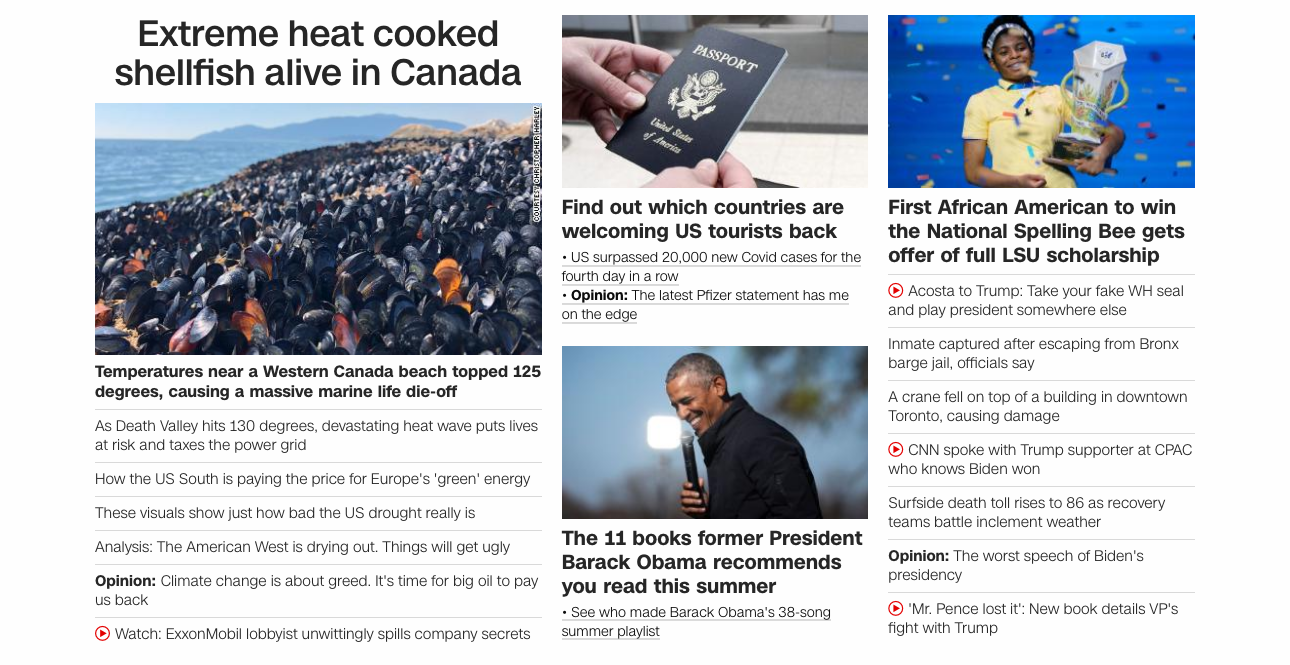 Extreme heat cooked
shellfish alive in Canada
COURTESY CHRISTOPHER HARLEY
Temperatures near a Western Canada beach topped 125
degrees, causing a massive marine life die-off
As Death Valley hits 130 degrees, devastating heat wave puts lives
at risk and taxes the power grid
How the US South is paying the price for Europe's 'green' energy
These visuals show just how bad the US drought really is
Analysis: The American West is drying out. Things will get ugly
Opinion: Climate change is about greed. It's time for big oil to pay
us back
Watch: ExxonMobil lobbyist unwittingly spills company secrets
PASSPORT
United States
of America
Find out which countries are
welcoming US tourists back
• US surpassed 20,000 new Covid cases for the
fourth day in a row
• Opinion: The latest Pfizer statement has me
on the edge
The 11 books former President
Barack Obama recommends
you read this summer
• See who made Barack Obama's 38-song
summer playlist
First African American to win
the National Spelling Bee gets
offer of full LSU scholarship
Acosta to Trump: Take your fake WH seal
and play president somewhere else
Inmate captured after escaping from Bronx
barge jail, officials say
A crane fell on top of a building in downtown
Toronto, causing damage
CNN spoke with Trump supporter at CPAC
who knows Biden won
Surfside death toll rises to 86 as recovery
teams battle inclement weather
Opinion: The worst speech of Biden's
presidency
'Mr. Pence lost it': New book details VP's
fight with Trump